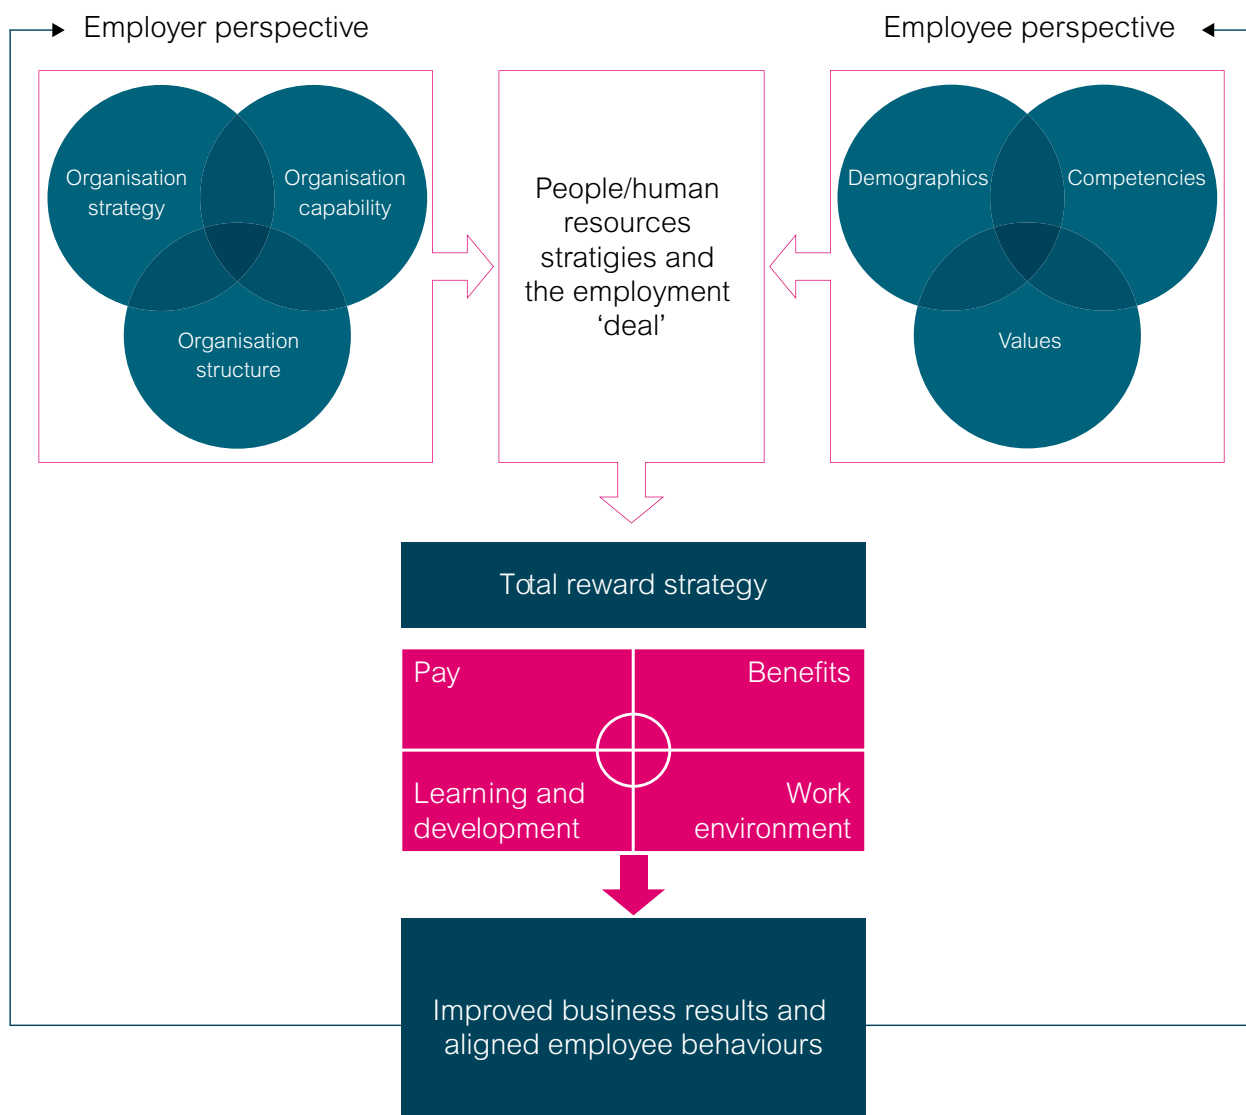 Employer perspective
Employee perspective
Organisation
strategy
Organisation
capability
Organisation
structure
People/human
resources
stratigies and
the employment
‘deal’
Demographics
Competencies
Values
Total reward strategy
Pay
Benefits
Learning and
development
Work
environment
Improved business results and
aligned employee behaviours